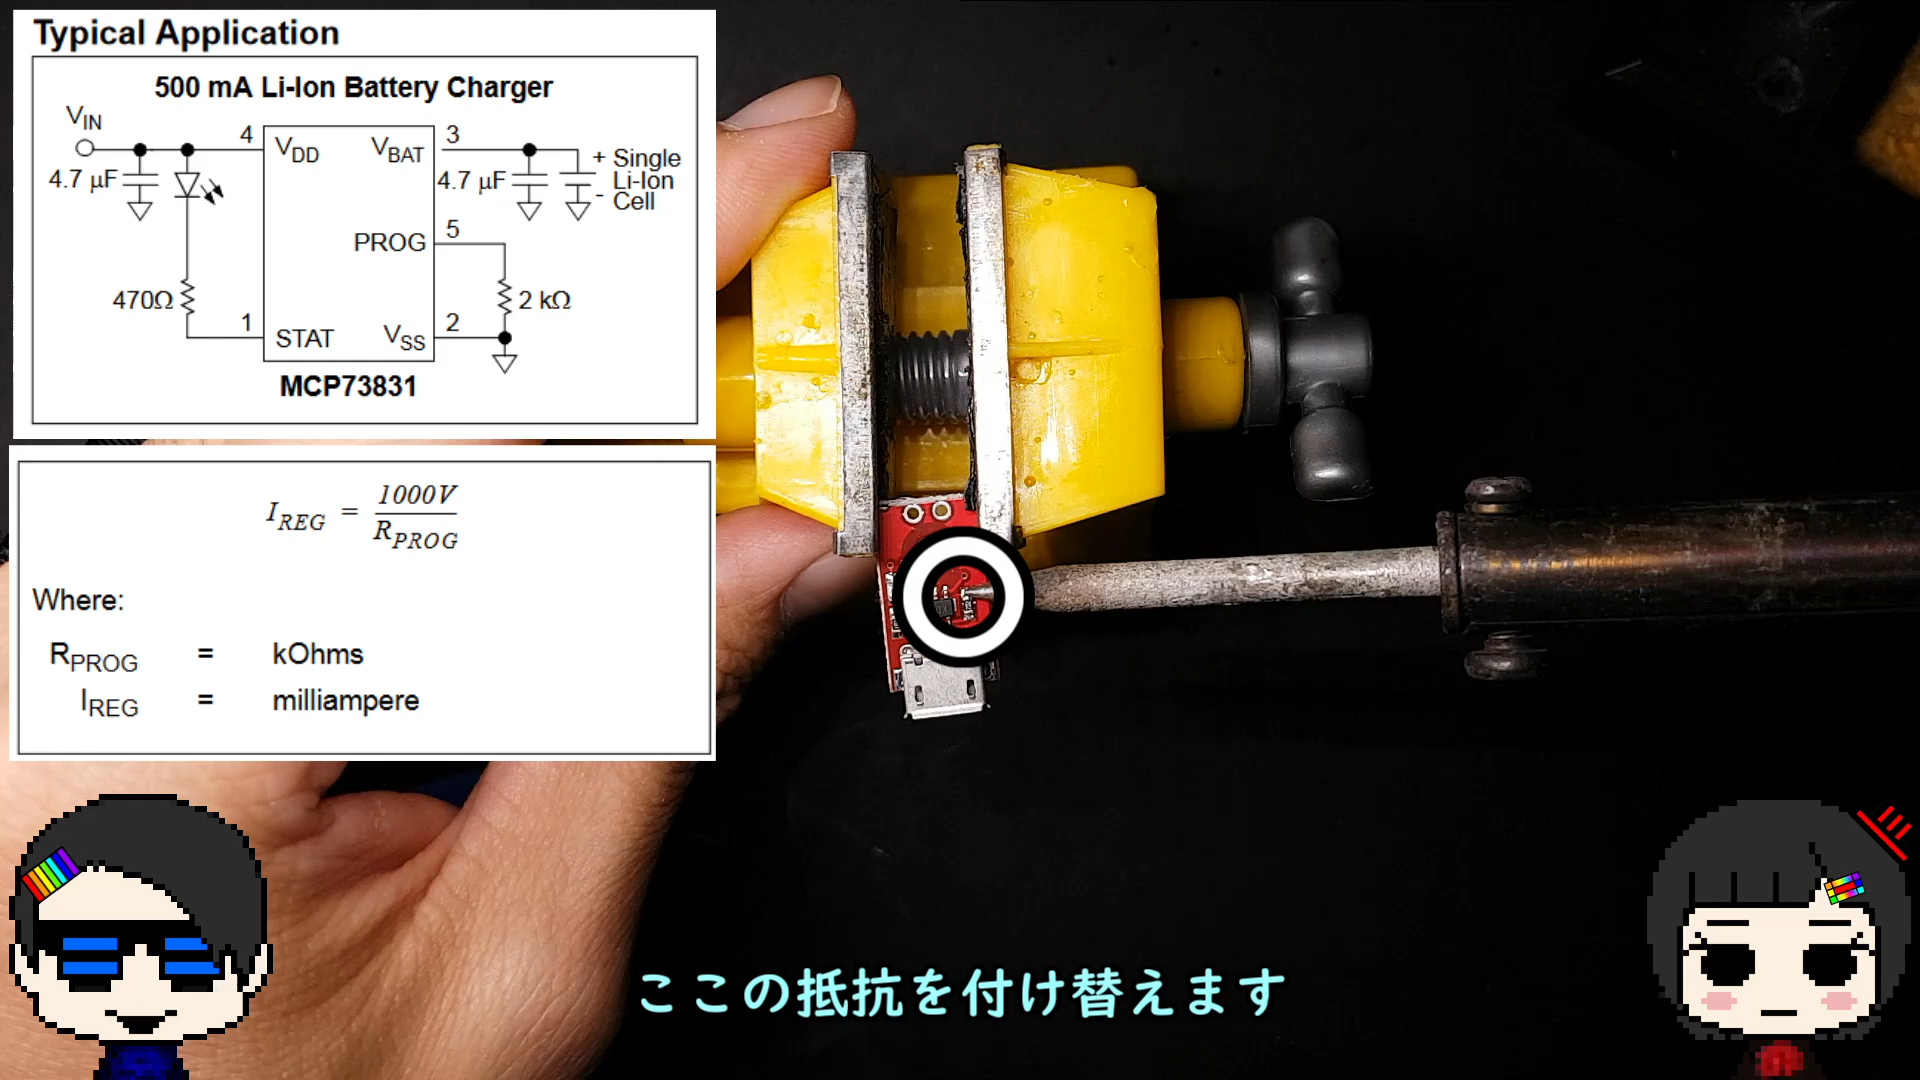 Typical Application
500 mA Li-Ion Battery Charger
VIN
4 VDD VBAT 3
4.7 µF 4.7 µF + Single
Li-Ion
- Cell
PROG 5
470Ω 2 kΩ
1 STAT VSS 2
MCP73831
IREG = 1000V / RPROG
Where:
RPROG = kOhms
IREG = milliampere
ここの抵抗を付け替えます